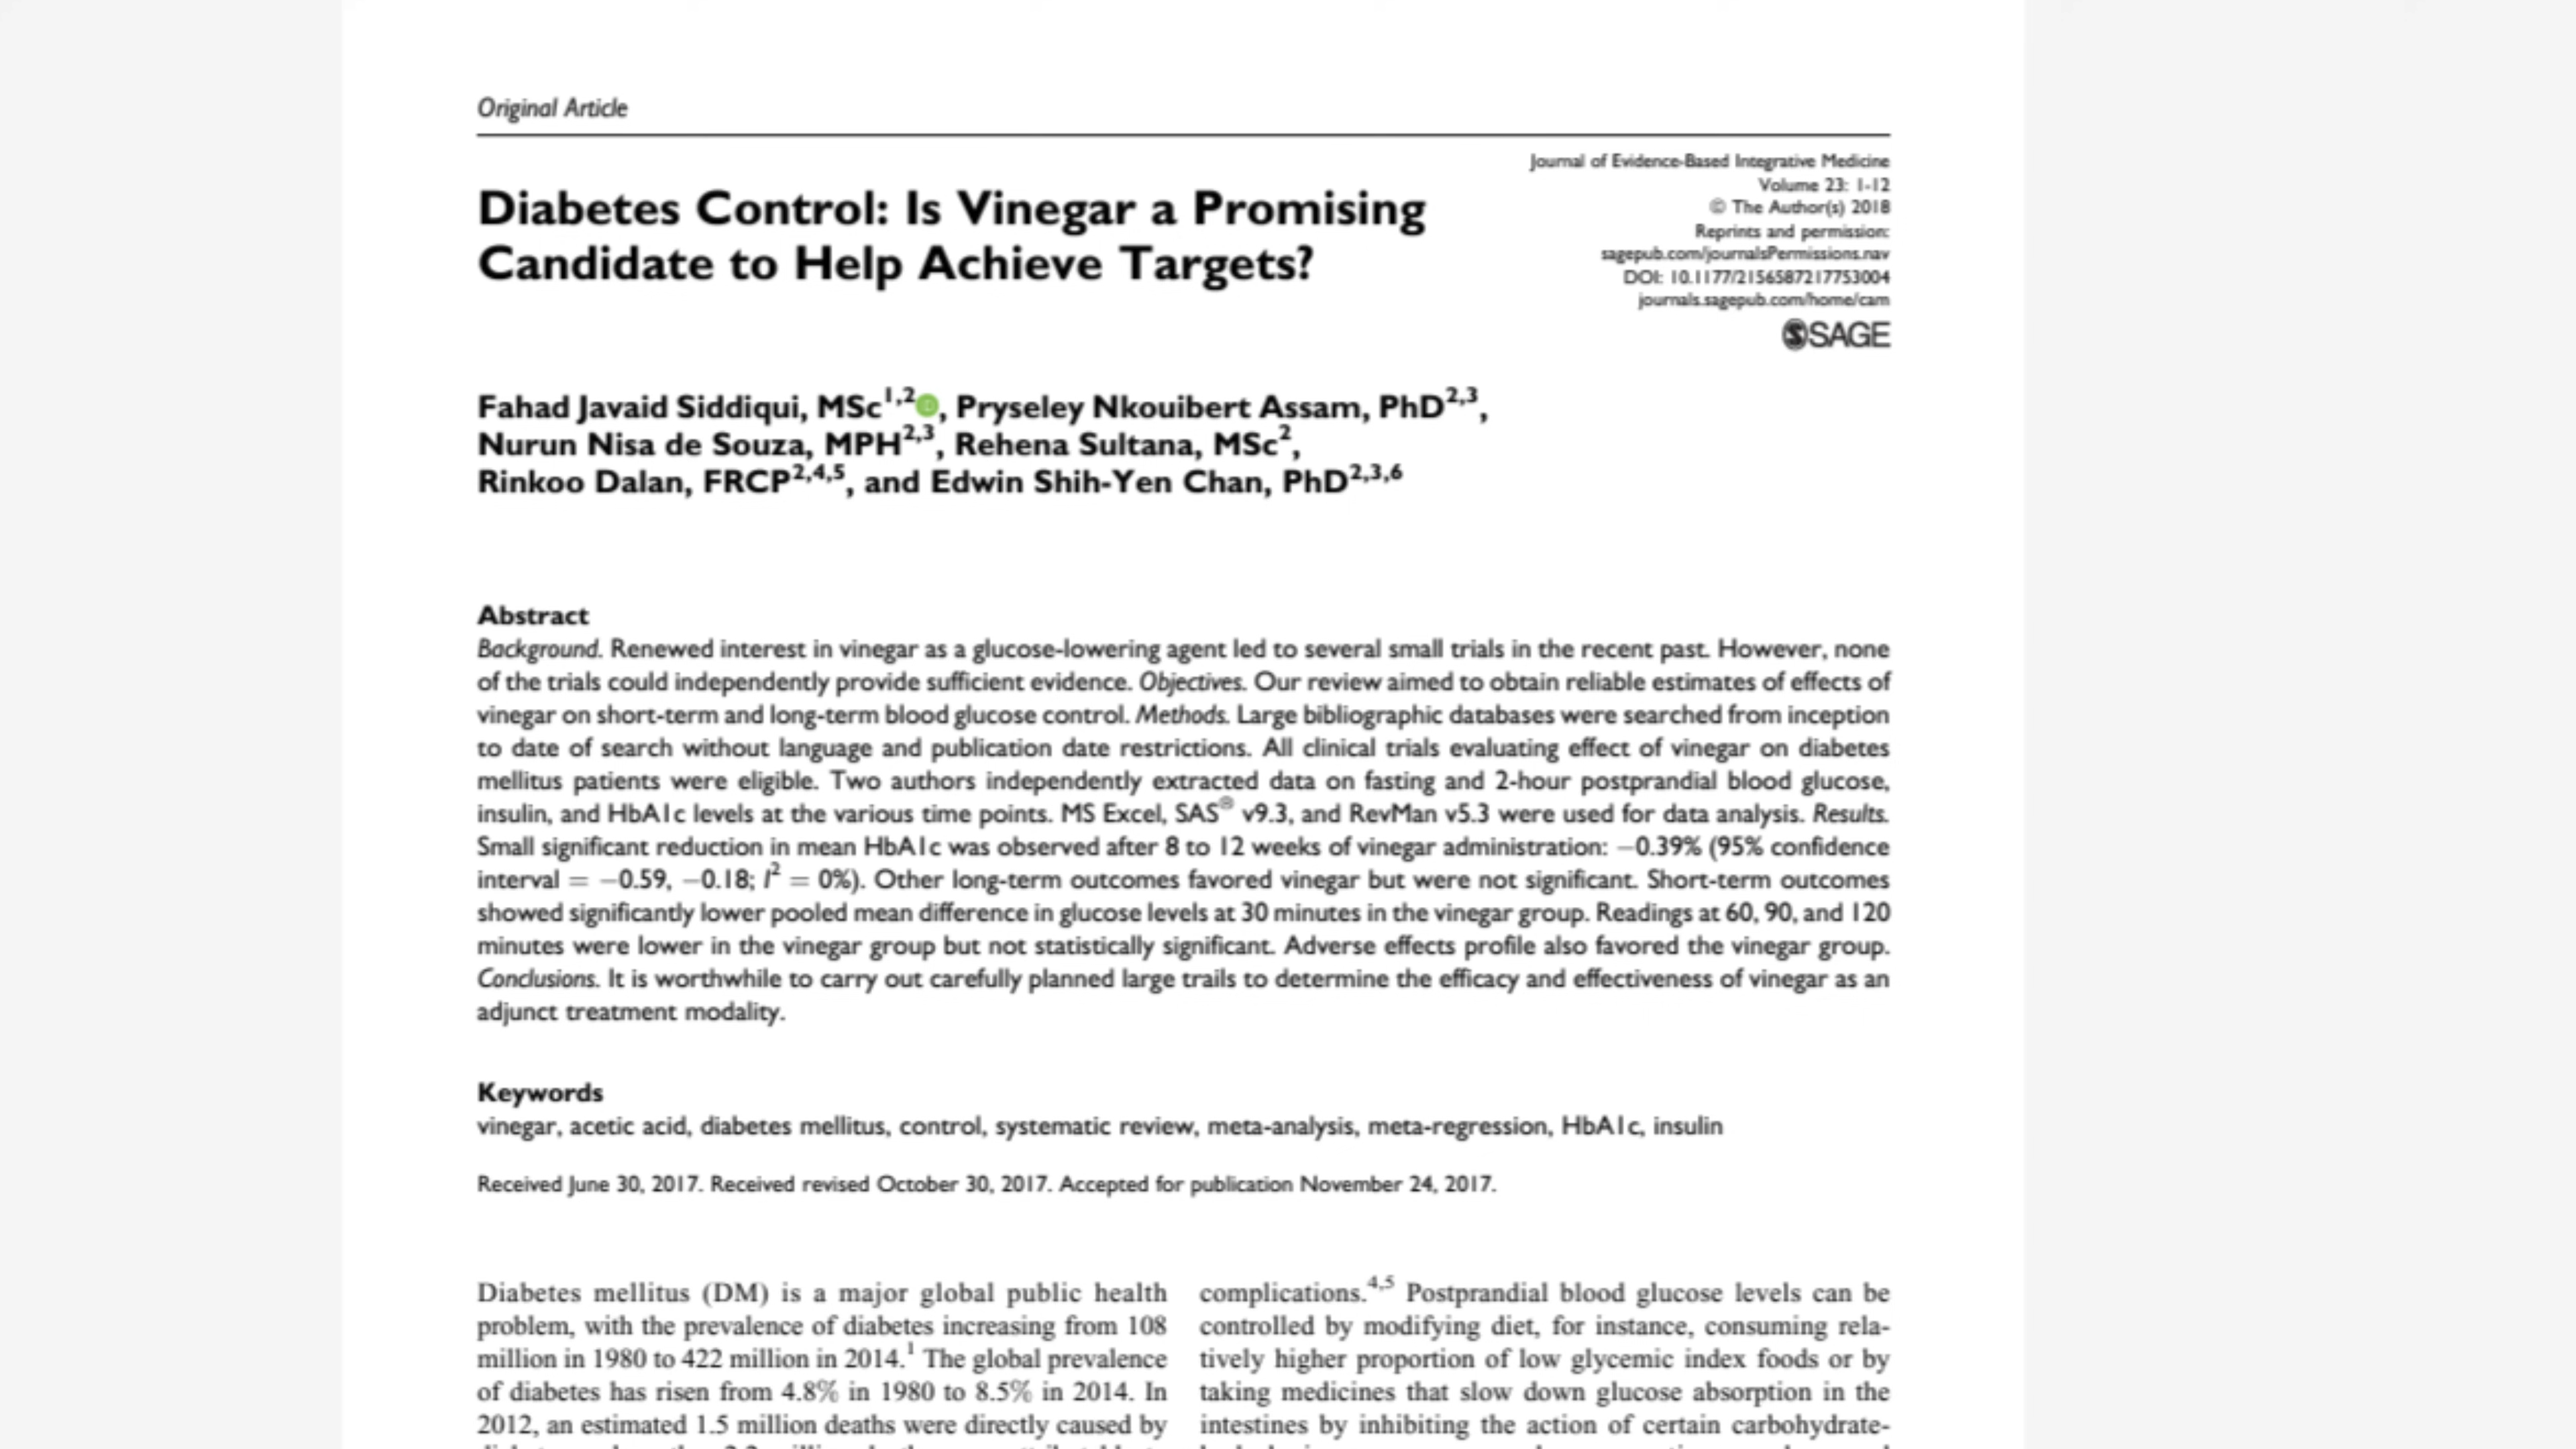 Original Article
Journal of Evidence-Based Integrative Medicine
Volume 23: 1-12
© The Author(s) 2018
Reprints and permission:
sagepub.com/journalsPermissions.nav
DOI: 10.1177/2156587217753004
journals.sagepub.com/home/cam
SAGE
Diabetes Control: Is Vinegar a Promising
Candidate to Help Achieve Targets?
Fahad Javaid Siddiqui, MSc1,2, Pryseley Nkouibert Assam, PhD2,3,
Nurun Nisa de Souza, MPH2,3, Rehena Sultana, MSc2,
Rinkoo Dalan, FRCP2,4,5, and Edwin Shih-Yen Chan, PhD2,3,6
Abstract
Background. Renewed interest in vinegar as a glucose-lowering agent led to several small trials in the recent past. However, none
of the trials could independently provide sufficient evidence. Objectives. Our review aimed to obtain reliable estimates of effects of
vinegar on short-term and long-term blood glucose control. Methods. Large bibliographic databases were searched from inception
to date of search without language and publication date restrictions. All clinical trials evaluating effect of vinegar on diabetes
mellitus patients were eligible. Two authors independently extracted data on fasting and 2-hour postprandial blood glucose,
insulin, and HbA1c levels at the various time points. MS Excel, SAS® v9.3, and RevMan v5.3 were used for data analysis. Results.
Small significant reduction in mean HbA1c was observed after 8 to 12 weeks of vinegar administration: −0.39% (95% confidence
interval = −0.59, −0.18; I2 = 0%). Other long-term outcomes favored vinegar but were not significant. Short-term outcomes
showed significantly lower pooled mean difference in glucose levels at 30 minutes in the vinegar group. Readings at 60, 90, and 120
minutes were lower in the vinegar group but not statistically significant. Adverse effects profile also favored the vinegar group.
Conclusions. It is worthwhile to carry out carefully planned large trails to determine the efficacy and effectiveness of vinegar as an
adjunct treatment modality.
Keywords
vinegar, acetic acid, diabetes mellitus, control, systematic review, meta-analysis, meta-regression, HbA1c, insulin
Received June 30, 2017. Received revised October 30, 2017. Accepted for publication November 24, 2017.
Diabetes mellitus (DM) is a major global public health
problem, with the prevalence of diabetes increasing from 108
million in 1980 to 422 million in 2014.1 The global prevalence
of diabetes has risen from 4.8% in 1980 to 8.5% in 2014. In
2012, an estimated 1.5 million deaths were directly caused by
complications.4,5 Postprandial blood glucose levels can be
controlled by modifying diet, for instance, consuming rela-
tively higher proportion of low glycemic index foods or by
taking medicines that slow down glucose absorption in the
intestines by inhibiting the action of certain carbohydrate-